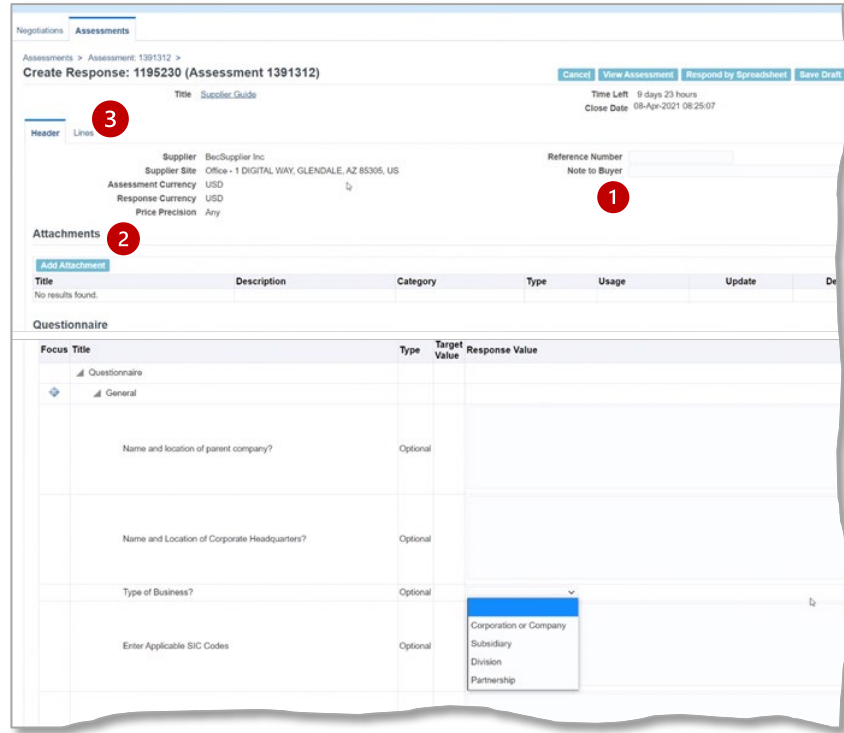 Negotiations Assessments
Assessments > Assessment: 1391312 >
Create Response: 1195230 (Assessment 1391312)
Cancel View Assessment Respond by Spreadsheet Save Draft
Title Supplier Guide
Time Left 9 days 23 hours
Close Date 08-Apr-2021 08:25:07
3
Header Lines
Supplier BecSupplier Inc
Reference Number
Supplier Site Office - 1 DIGITAL WAY, GLENDALE, AZ 85305, US
Note to Buyer
Assessment Currency USD
1
Response Currency USD
Price Precision Any
Attachments 2
Add Attachment
Title Description Category Type Usage Update De
No results found.
Questionnaire
Focus Title Type Target Value Response Value
Questionnaire
General
Name and location of parent company? Optional
Name and Location of Corporate Headquarters? Optional
Type of Business? Optional
Corporation or Company
Enter Applicable SIC Codes Optional Subsidiary
Division
Partnership